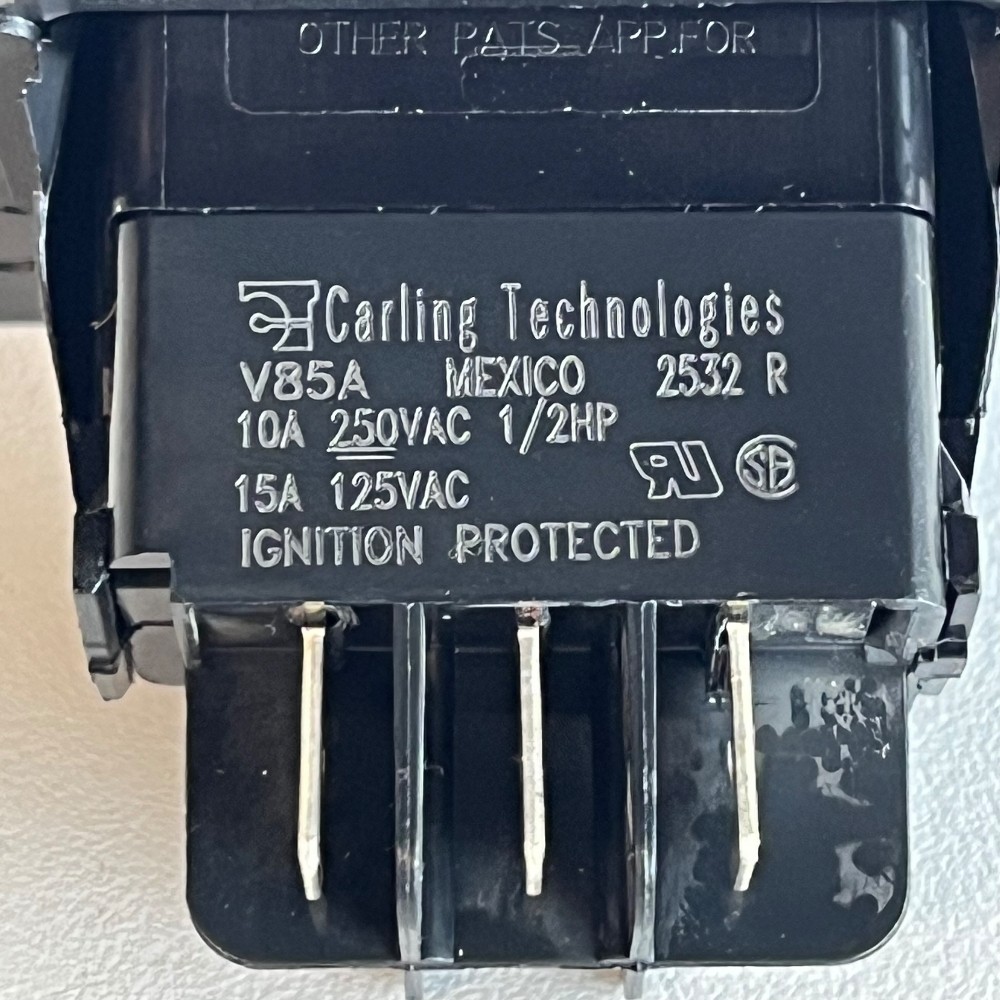 OTHER PATS. APP. FOR
Carling Technologies
V85A MEXICO 2532 R
10A 250VAC 1/2HP
15A 125VAC
IGNITION PROTECTED